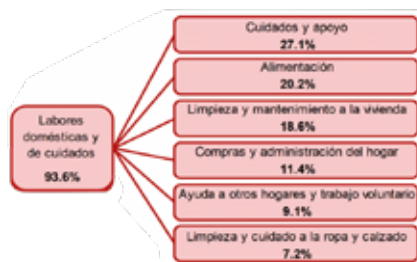 Labores
domésticas y
de cuidados
93.6%
Cuidados y apoyo
27.1%
Alimentación
20.2%
Limpieza y mantenimiento a la vivienda
18.6%
Compras y administración del hogar
11.4%
Ayuda a otros hogares y trabajo voluntario
9.1%
Limpieza y cuidado a la ropa y calzado
7.2%